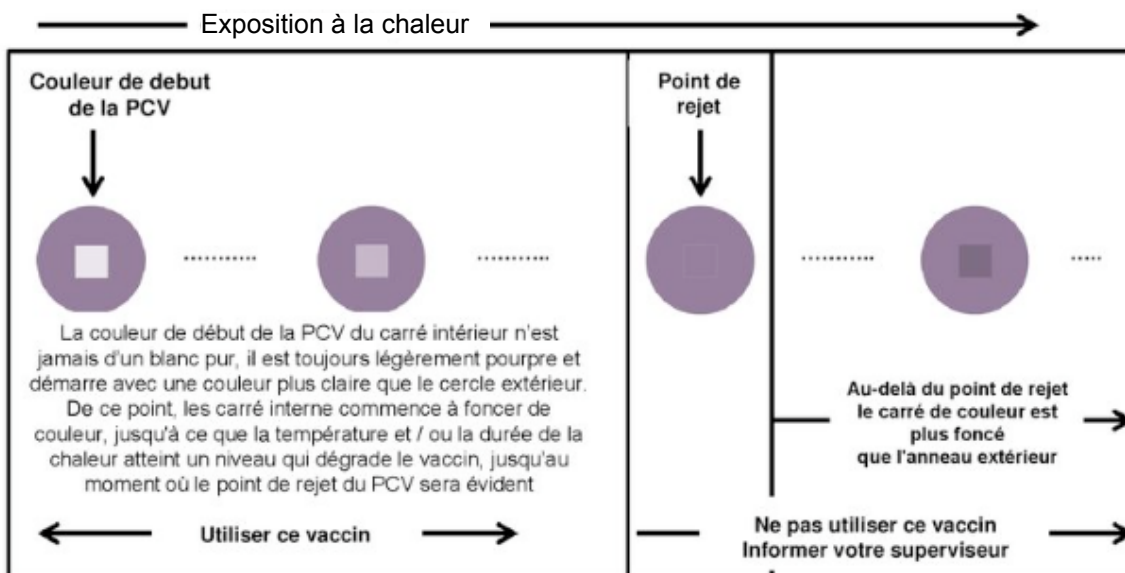 Exposition à la chaleur
Couleur de debut
de la PCV
Point de
rejet
La couleur de début de la PCV du carré intérieur n'est
jamais d'un blanc pur, il est toujours légèrement pourpre et
démarre avec une couleur plus claire que le cercle extérieur.
De ce point, les carré interne commence à foncer de
couleur, jusqu'à ce que la température et / ou la durée de la
chaleur atteint un niveau qui dégrade le vaccin, jusqu'au
moment où le point de rejet du PCV sera évident
Au-delà du point de rejet
le carré de couleur est
plus foncé
que l'anneau extérieur
Utiliser ce vaccin
Ne pas utiliser ce vaccin
Informer votre superviseur